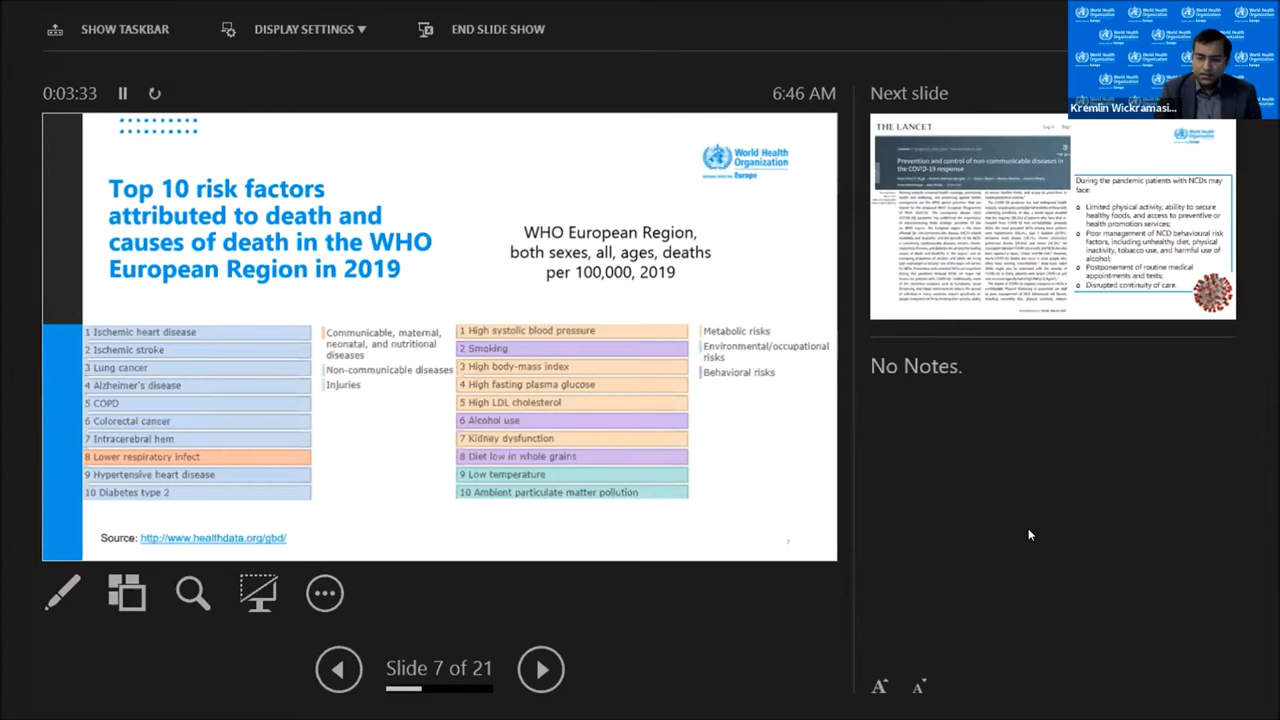 SHOW TASKBAR
DISPLAY SETTINGS ▼
END SLIDE SHOW
0:03:33
6:46 AM
Top 10 risk factors
attributed to death and
causes of death in the WHO
European Region in 2019
World Health
Organization
Europe
WHO European Region,
both sexes, all, ages, deaths
per 100,000, 2019
1 Ischemic heart disease
2 Ischemic stroke
3 Lung cancer
4 Alzheimer's disease
5 COPD
6 Colorectal cancer
7 Intracerebral hem
8 Lower respiratory infect
9 Hypertensive heart disease
10 Diabetes type 2
Communicable, maternal,
neonatal, and nutritional
diseases
Non-communicable diseases
Injuries
1 High systolic blood pressure
2 Smoking
3 High body-mass index
4 High fasting plasma glucose
5 High LDL cholesterol
6 Alcohol use
7 Kidney dysfunction
8 Diet low in whole grains
9 Low temperature
10 Ambient particulate matter pollution
Metabolic risks
Environmental/occupational
risks
Behavioral risks
Source: http://www.healthdata.org/gbd/
7
Slide 7 of 21
Kremlin Wickramasi...
Next slide
THE LANCET
Log in
Prevention and control of non-communicable diseases in
the COVID-19 response
During the pandemic patients with NCDs may
face:
Limited physical activity, ability to secure
healthy foods, and access to preventive or
health promotion services;
Poor management of NCD behavioural risk
factors, including unhealthy diet, physical
inactivity, tobacco use, and harmful use of
alcohol;
Postponement of routine medical
appointments and tests;
Disrupted continuity of care.
No Notes.
A
A